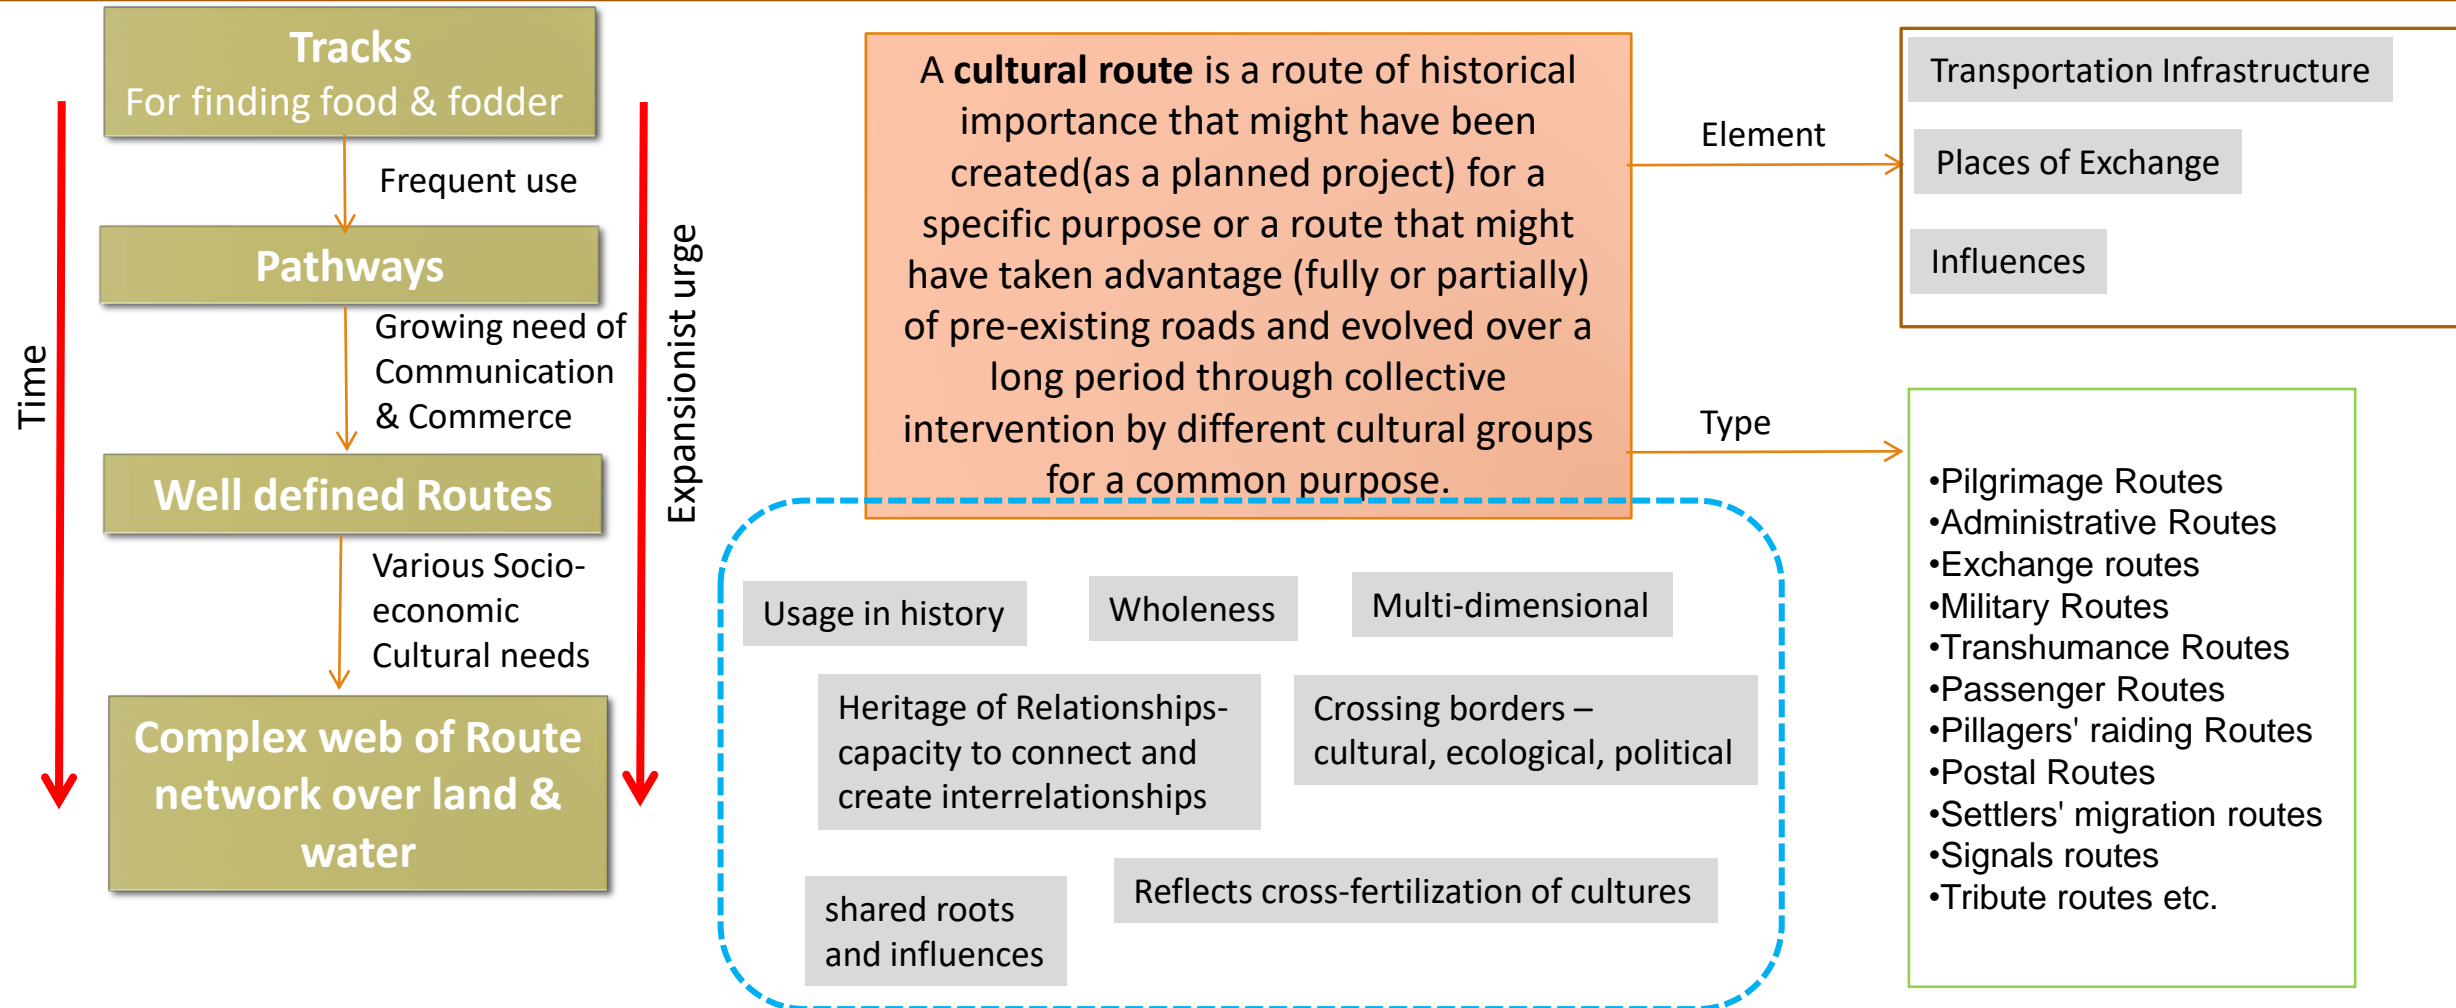 Tracks
For finding food & fodder
Frequent use
Pathways
Growing need of
Communication
& Commerce
Well defined Routes
Various Socio-
economic
Cultural needs
Complex web of Route
network over land &
water
Time
Expansionist urge
A cultural route is a route of historical
importance that might have been
created(as a planned project) for a
specific purpose or a route that might
have taken advantage (fully or partially)
of pre-existing roads and evolved over a
long period through collective
intervention by different cultural groups
for a common purpose.
Usage in history
Wholeness
Multi-dimensional
Heritage of Relationships-
capacity to connect and
create interrelationships
Crossing borders –
cultural, ecological, political
shared roots
and influences
Reflects cross-fertilization of cultures
Element
Transportation Infrastructure
Places of Exchange
Influences
Type
•Pilgrimage Routes
•Administrative Routes
•Exchange routes
•Military Routes
•Transhumance Routes
•Passenger Routes
•Pillagers' raiding Routes
•Postal Routes
•Settlers' migration routes
•Signals routes
•Tribute routes etc.